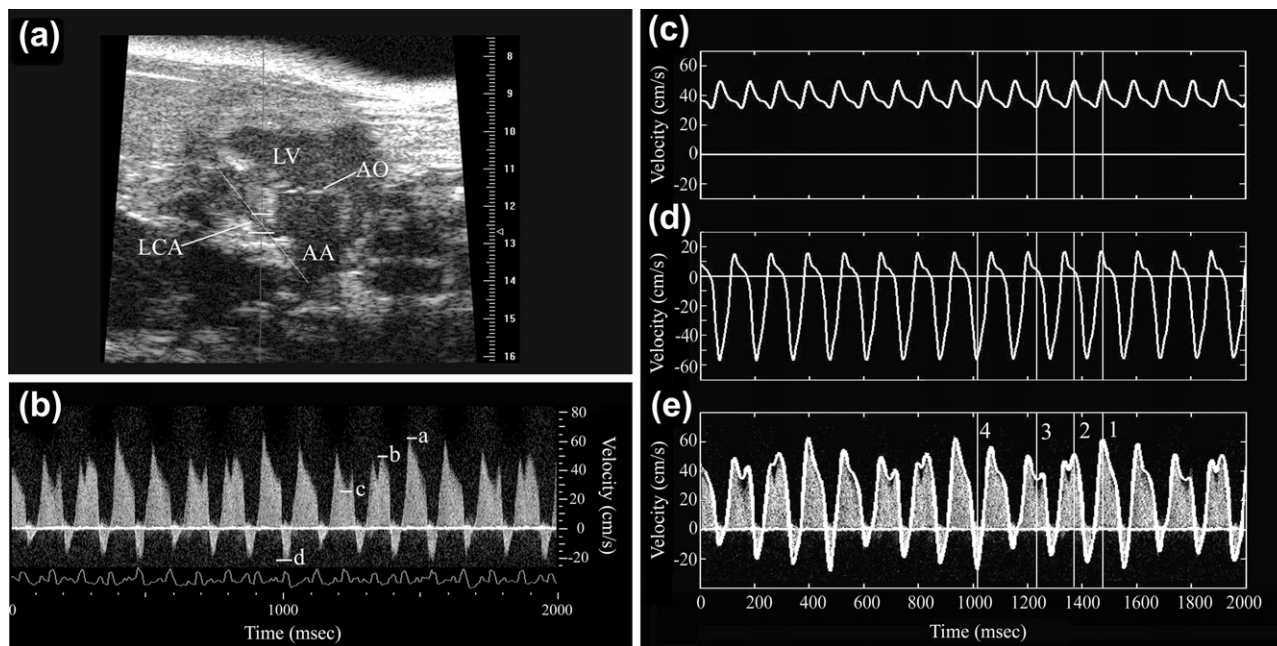 (a)
8
9
10
LV
AO
11
12
LCA
AA
13
14
15
16
(b)
80
60
40
20
0
-20
Velocity (cm/s)
a
b
c
d
0 1000 2000
Time (msec)
(c)
60
40
20
0
-20
Velocity (cm/s)
(d)
20
0
-20
-40
-60
Velocity (cm/s)
(e)
4 3 2 1
60
40
20
0
-20
Velocity (cm/s)
0 200 400 600 800 1000 1200 1400 1600 1800 2000
Time (msec)